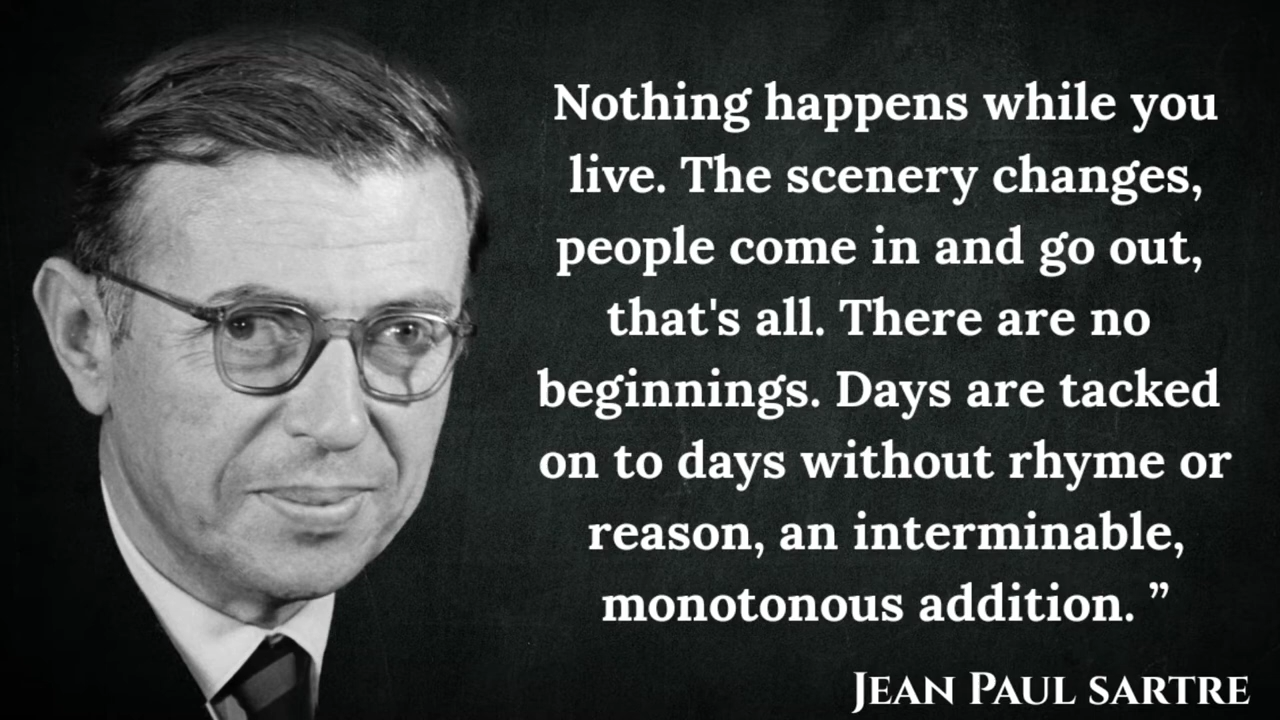 Nothing happens while you
live. The scenery changes,
people come in and go out,
that's all. There are no
beginnings. Days are tacked
on to days without rhyme or
reason, an interminable,
monotonous addition. ”
JEAN PAUL SARTRE